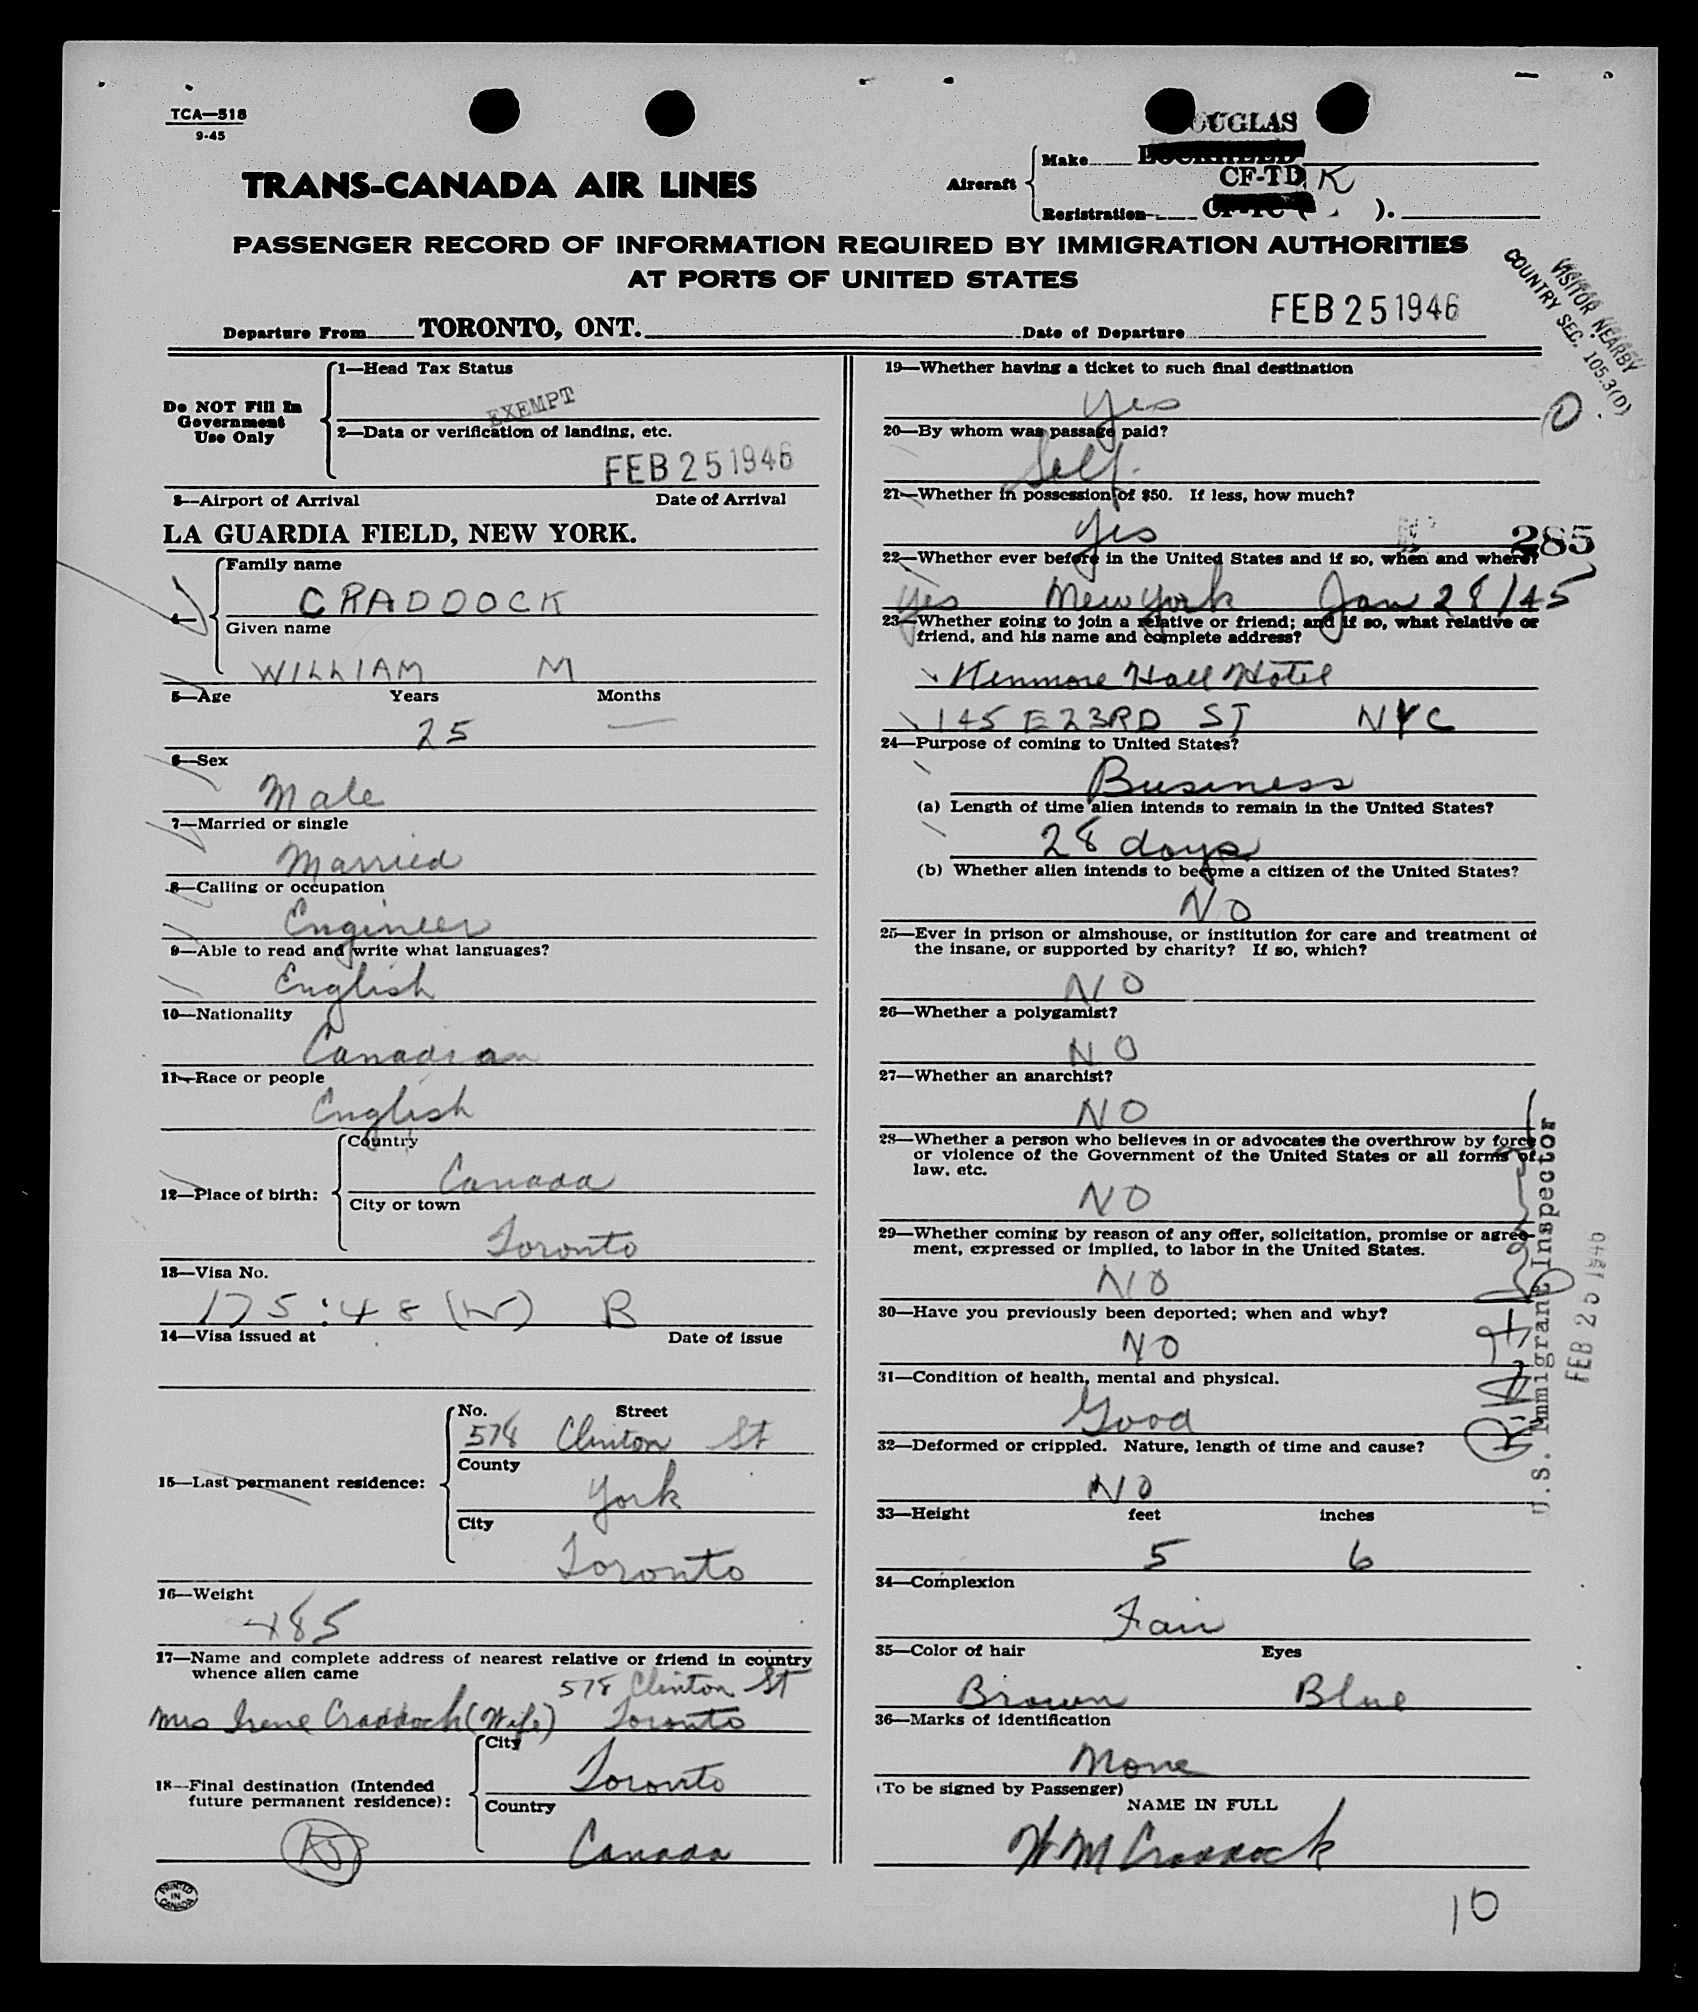 TCA—518
9-45
DOUGLAS
TRANS-CANADA AIR LINES
Aircraft
Make
CF-TD K
Registration
).
PASSENGER RECORD OF INFORMATION REQUIRED BY IMMIGRATION AUTHORITIES
AT PORTS OF UNITED STATES
VISITOR NEARBY
COUNTRY SEC. 105.3(D)
Departure From TORONTO, ONT. Date of Departure FEB 25 1946
Do NOT Fill In
Government
Use Only
1—Head Tax Status
EXEMPT
2—Data or verification of landing, etc.
FEB 25 1946
3—Airport of Arrival Date of Arrival
LA GUARDIA FIELD, NEW YORK.
4—
Family name
CRADDOCK
Given name
WILLIAM M
5—Age Years Months
25 —
6—Sex
Male
7—Married or single
Married
8—Calling or occupation
Engineer
9—Able to read and write what languages?
English
10—Nationality
Canadian
11—Race or people
English
12—Place of birth:
Country
Canada
City or town
Toronto
13—Visa No.
175:48 (W) B
14—Visa issued at Date of issue
15—Last permanent residence:
No. Street
578 Clinton St
County
York
City
Toronto
16—Weight
185
17—Name and complete address of nearest relative or friend in country
whence alien came
578 Clinton St
Mrs Irene Craddock (Wife) Toronto
18—Final destination (Intended
future permanent residence):
City
Toronto
Country
Canada
PRINTED
IN
CANADA
19—Whether having a ticket to such final destination
Yes
20—By whom was passage paid?
Self.
21—Whether in possession of $50. If less, how much?
Yes
285
22—Whether ever before in the United States and if so, when and where?
Yes New York Jan 28/45
23—Whether going to join a relative or friend; and if so, what relative or
friend, and his name and complete address?
Kenmore Hall Hotel
145 E 23RD ST NYC
24—Purpose of coming to United States?
Business
(a) Length of time alien intends to remain in the United States?
28 days
(b) Whether alien intends to become a citizen of the United States?
NO
25—Ever in prison or almshouse, or institution for care and treatment of
the insane, or supported by charity? If so, which?
NO
26—Whether a polygamist?
NO
27—Whether an anarchist?
NO
28—Whether a person who believes in or advocates the overthrow by force
or violence of the Government of the United States or all forms of
law, etc.
NO
29—Whether coming by reason of any offer, solicitation, promise or agree-
ment, expressed or implied, to labor in the United States.
NO
30—Have you previously been deported; when and why?
NO
31—Condition of health, mental and physical.
Good
32—Deformed or crippled. Nature, length of time and cause?
NO
33—Height feet inches
5 6
34—Complexion
Fair
35—Color of hair Eyes
Brown Blue
36—Marks of identification
None
(To be signed by Passenger)
NAME IN FULL
W M Craddock
U.S. Immigrant Inspector
FEB 25 1946
10